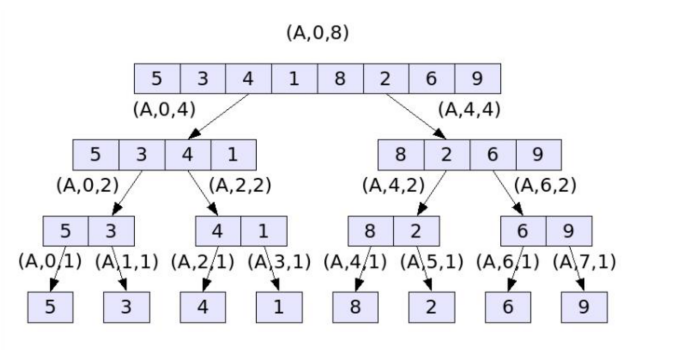 (A,0,8)
5 3 4 1 8 2 6 9
(A,0,4) (A,4,4)
5 3 4 1 8 2 6 9
(A,0,2) (A,2,2) (A,4,2) (A,6,2)
5 3 4 1 8 2 6 9
(A,0,1) (A,1,1) (A,2,1) (A,3,1) (A,4,1) (A,5,1) (A,6,1) (A,7,1)
5 3 4 1 8 2 6 9